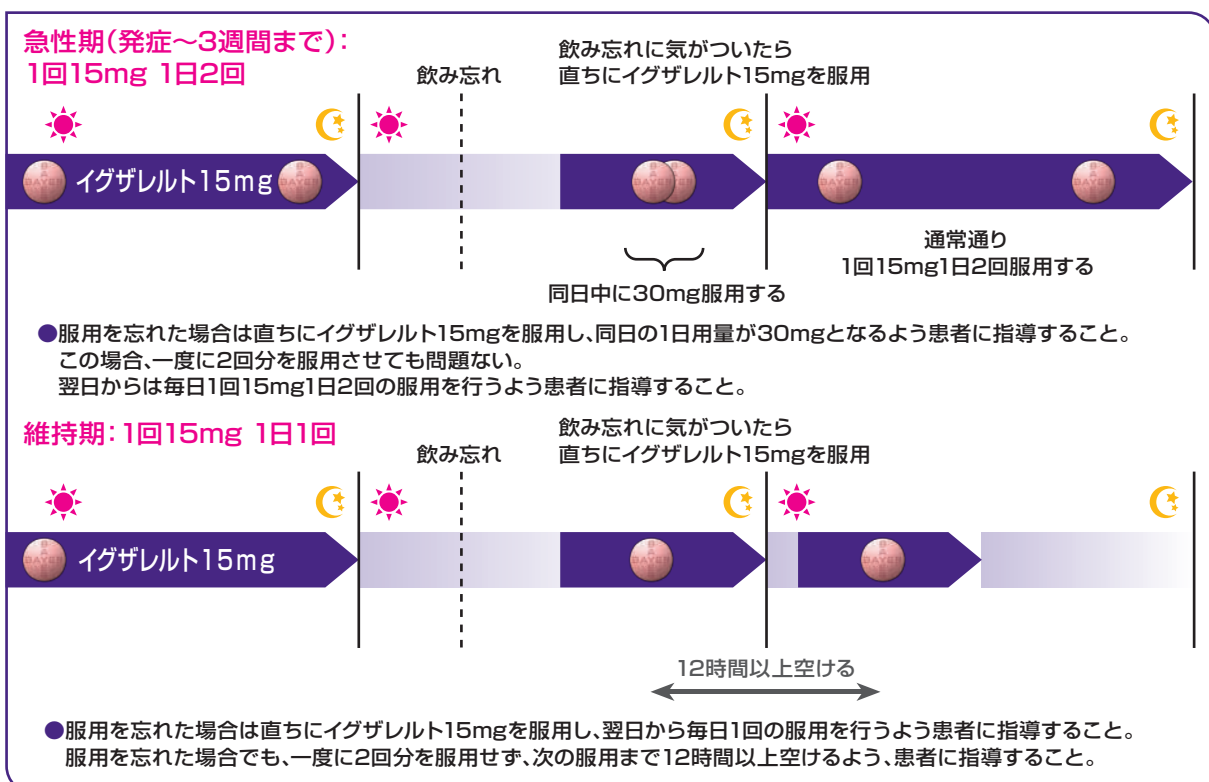 急性期(発症～3週間まで):
1回15mg 1日2回
飲み忘れ
飲み忘れに気がついたら
直ちにイグザレルト15mgを服用
イグザレルト15mg
通常通り
1回15mg1日2回服用する
同日中に30mg服用する
●服用を忘れた場合は直ちにイグザレルト15mgを服用し、同日の1日用量が30mgとなるよう患者に指導すること。
この場合、一度に2回分を服用させても問題ない。
翌日からは毎日1回15mg1日2回の服用を行うよう患者に指導すること。
維持期:1回15mg 1日1回
飲み忘れ
飲み忘れに気がついたら
直ちにイグザレルト15mgを服用
イグザレルト15mg
12時間以上空ける
●服用を忘れた場合は直ちにイグザレルト15mgを服用し、翌日から毎日1回の服用を行うよう患者に指導すること。
服用を忘れた場合でも、一度に2回分を服用せず、次の服用まで12時間以上空けるよう、患者に指導すること。